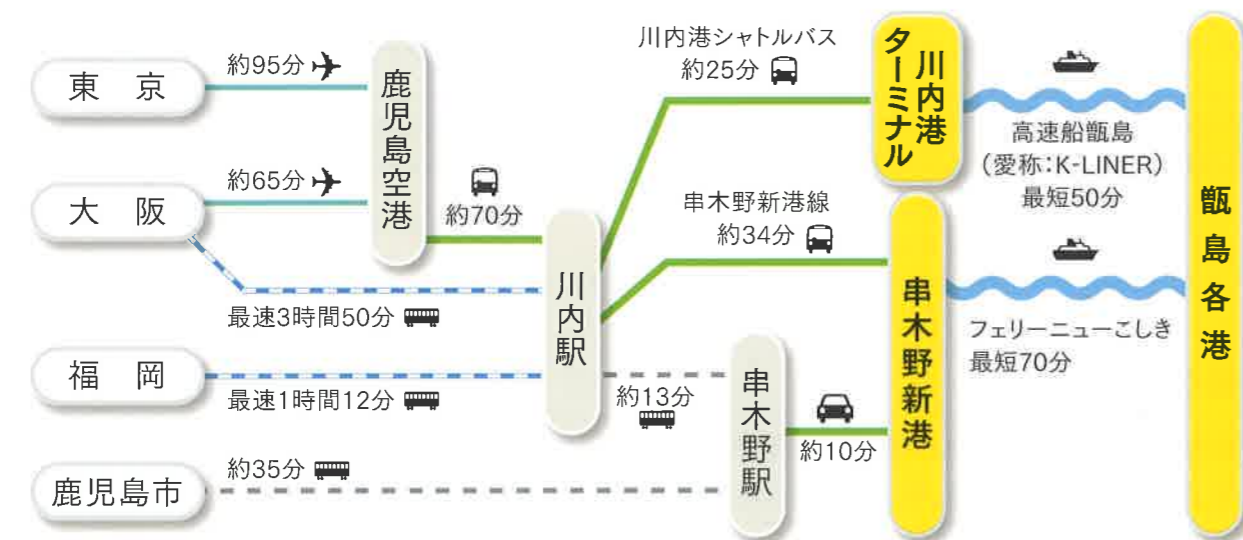 東京
約95分
大阪
約65分
最速3時間50分
福岡
最速1時間12分
鹿児島市
約35分
鹿児島空港
約70分
川内駅
川内港シャトルバス
約25分
串木野新港線
約34分
約13分
串木野駅
約10分
川内港
ターミナル
串木野新港
高速船甑島
（愛称：K-LINER）
最短50分
フェリーニューこしき
最短70分
甑島各港